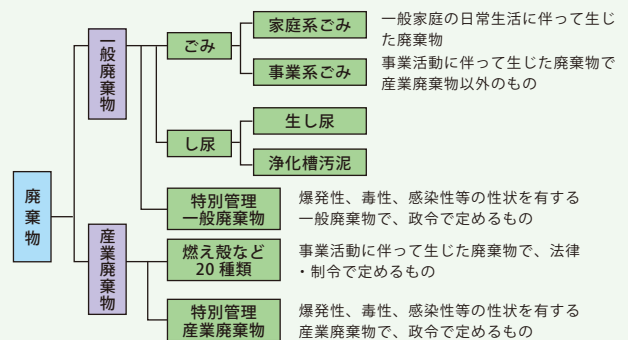 廃棄物
一般廃棄物
ごみ
家庭系ごみ
一般家庭の日常生活に伴って生じ
た廃棄物
事業系ごみ
事業活動に伴って生じた廃棄物で
産業廃棄物以外のもの
し尿
生し尿
浄化槽汚泥
特別管理
一般廃棄物
爆発性、毒性、感染性等の性状を有する
一般廃棄物で、政令で定めるもの
産業廃棄物
燃え殻など
20 種類
事業活動に伴って生じた廃棄物で、法律
・制令で定めるもの
特別管理
産業廃棄物
爆発性、毒性、感染性等の性状を有する
産業廃棄物で、政令で定めるもの